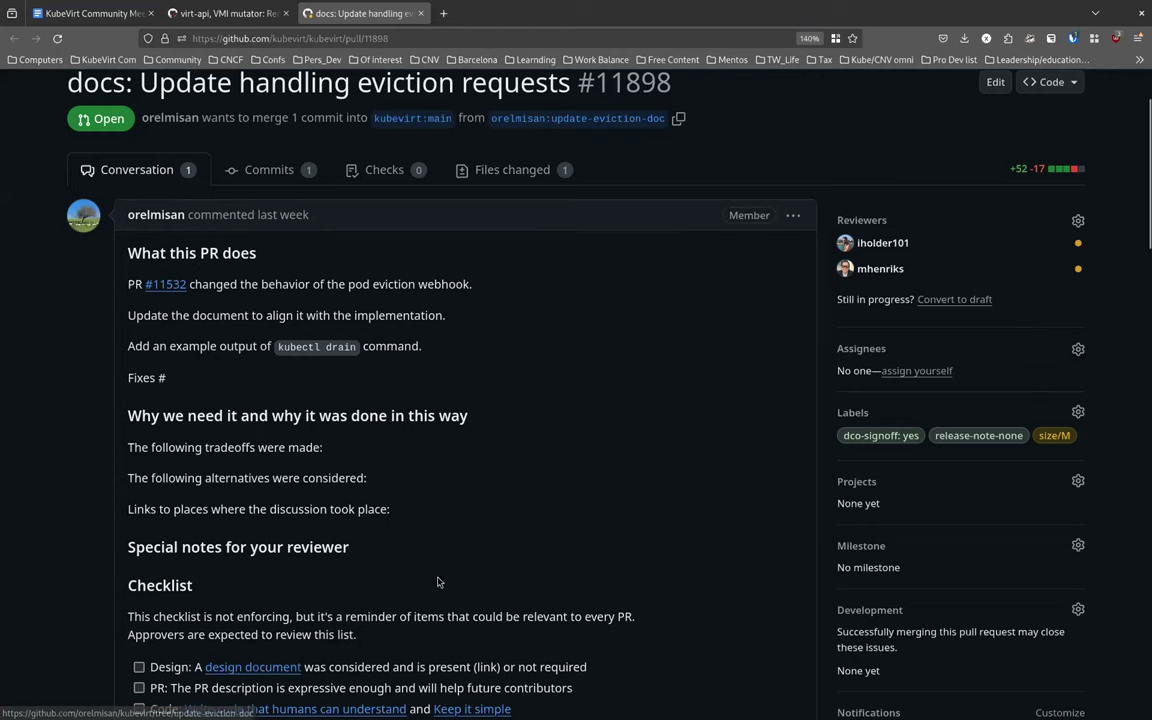 KubeVirt Community Mee
virt-api, VMI mutator: Re
docs: Update handling ev
https://github.com/kubevirt/kubevirt/pull/11898
140%
Computers
KubeVirt Com
Community
CNCF
Confs
Pers_Dev
Of interest
CNV
Barcelona
Learnding
Work Balance
Free Content
Mentos
TW_Life
Tax
Kube/CNV omni
Pro Dev list
Leadership/education…
docs: Update handling eviction requests #11898
Edit
Code
Open
orelmisan wants to merge 1 commit into kubevirt:main from orelmisan:update-eviction-doc
Conversation 1
Commits 1
Checks 0
Files changed 1
+52 -17
orelmisan commented last week
Member
What this PR does
PR #11532 changed the behavior of the pod eviction webhook.
Update the document to align it with the implementation.
Add an example output of kubectl drain command.
Fixes #
Why we need it and why it was done in this way
The following tradeoffs were made:
The following alternatives were considered:
Links to places where the discussion took place:
Special notes for your reviewer
Checklist
This checklist is not enforcing, but it's a reminder of items that could be relevant to every PR.
Approvers are expected to review this list.
Design: A design document was considered and is present (link) or not required
PR: The PR description is expressive enough and will help future contributors
that humans can understand and Keep it simple
https://github.com/orelmisan/kubevirt/tree/update-eviction-doc
Reviewers
iholder101
mhenriks
Still in progress? Convert to draft
Assignees
No one—assign yourself
Labels
dco-signoff: yes
release-note-none
size/M
Projects
None yet
Milestone
No milestone
Development
Successfully merging this pull request may close
these issues.
None yet
Notifications
Customize